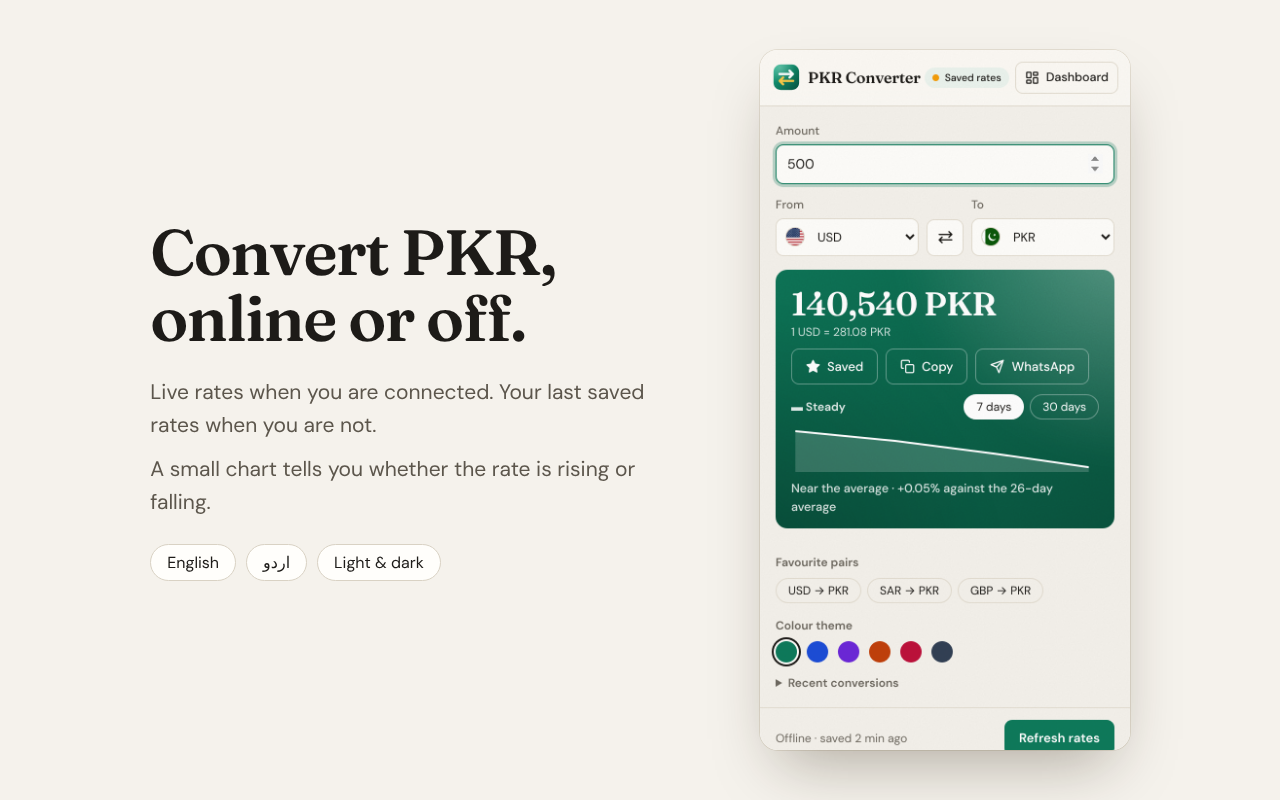 Convert PKR,
online or off.
Live rates when you are connected. Your last saved
rates when you are not.
A small chart tells you whether the rate is rising or
falling.
English
اردو
Light & dark
PKR Converter
Saved rates
Dashboard
Amount
500
From
To
USD
PKR
140,540 PKR
1 USD = 281.08 PKR
Saved
Copy
WhatsApp
Steady
7 days
30 days
Near the average · +0.05% against the 26-day
average
Favourite pairs
USD → PKR
SAR → PKR
GBP → PKR
Colour theme
Recent conversions
Offline · saved 2 min ago
Refresh rates